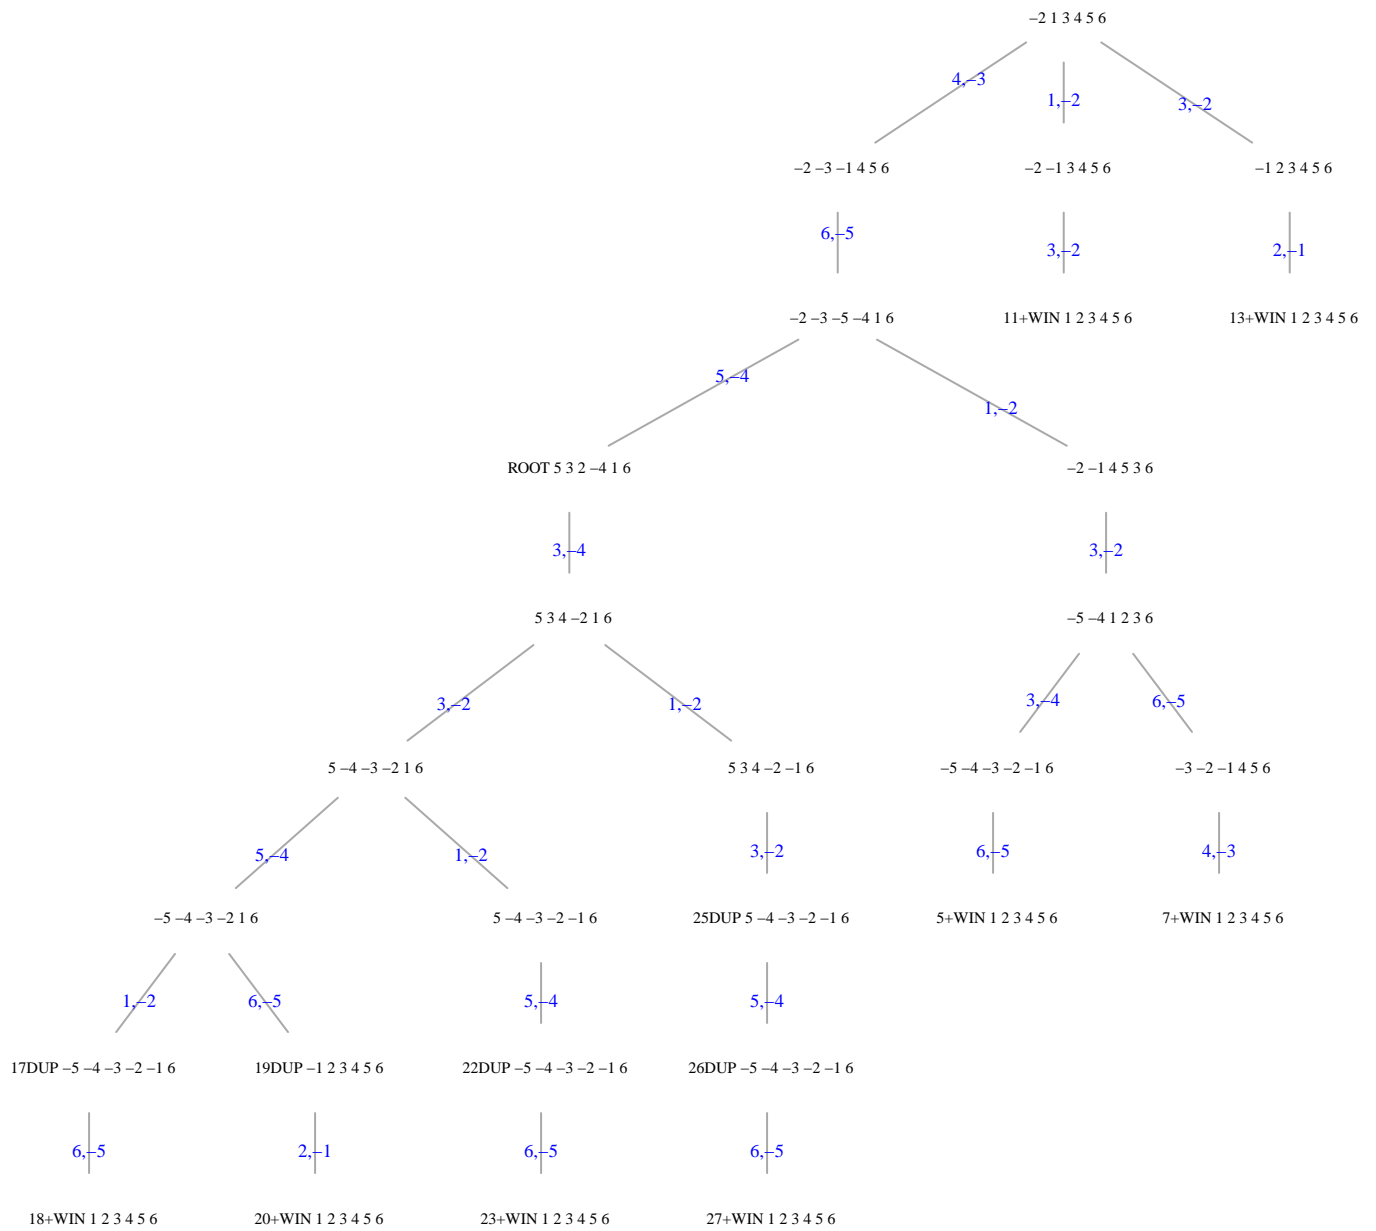 −2 1 3 4 5 6
4,−3
1,−2
3,−2
−2 −3 −1 4 5 6
−2 −1 3 4 5 6
−1 2 3 4 5 6
6,−5
3,−2
2,−1
−2 −3 −5 −4 1 6
11+WIN 1 2 3 4 5 6
13+WIN 1 2 3 4 5 6
5,−4
1,−2
ROOT 5 3 2 −4 1 6
−2 −1 4 5 3 6
3,−4
3,−2
5 3 4 −2 1 6
−5 −4 1 2 3 6
3,−2
1,−2
3,−4
6,−5
5 −4 −3 −2 1 6
5 3 4 −2 −1 6
−5 −4 −3 −2 −1 6
−3 −2 −1 4 5 6
5,−4
1,−2
3,−2
6,−5
4,−3
−5 −4 −3 −2 1 6
5 −4 −3 −2 −1 6
25DUP 5 −4 −3 −2 −1 6
5+WIN 1 2 3 4 5 6
7+WIN 1 2 3 4 5 6
1,−2
6,−5
5,−4
5,−4
17DUP −5 −4 −3 −2 −1 6
19DUP −1 2 3 4 5 6
22DUP −5 −4 −3 −2 −1 6
26DUP −5 −4 −3 −2 −1 6
6,−5
2,−1
6,−5
6,−5
18+WIN 1 2 3 4 5 6
20+WIN 1 2 3 4 5 6
23+WIN 1 2 3 4 5 6
27+WIN 1 2 3 4 5 6